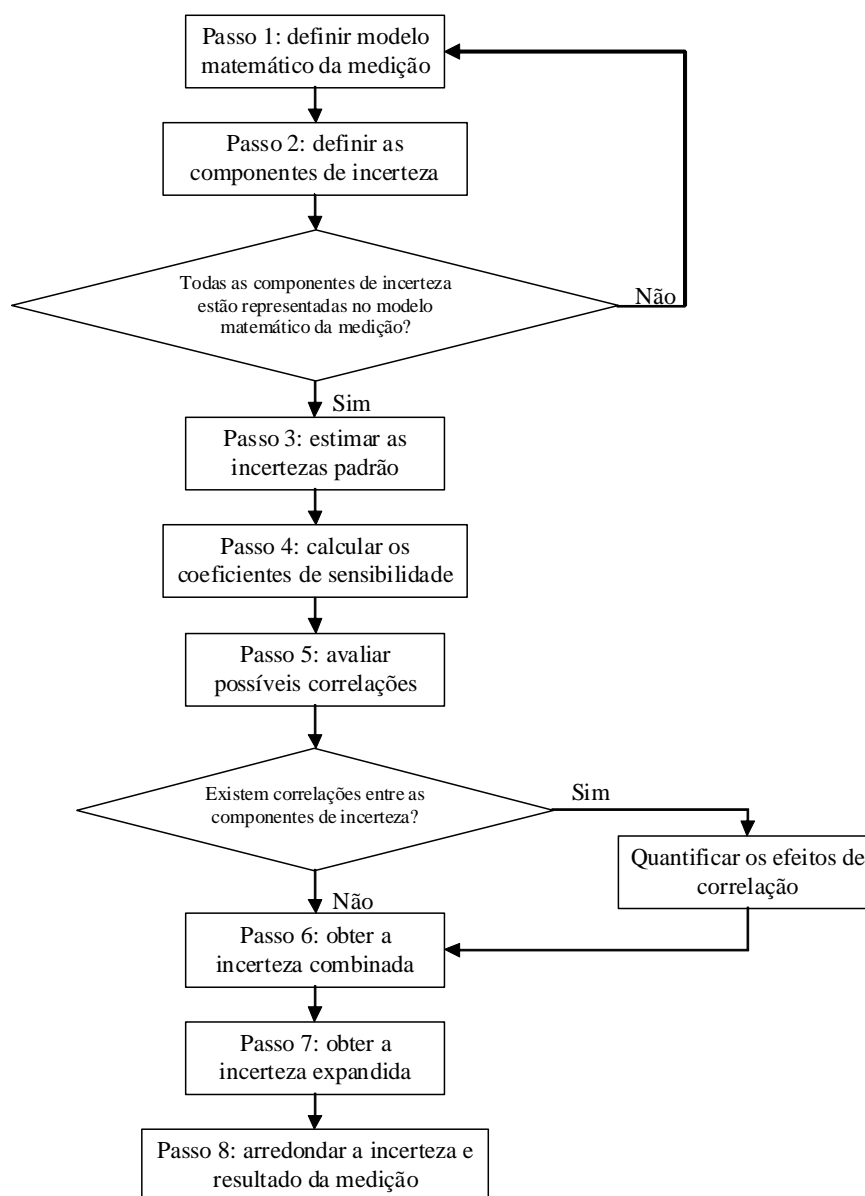 Passo 1: definir modelo
matemático da medição
Passo 2: definir as
componentes de incerteza
Todas as componentes de incerteza
estão representadas no modelo
matemático da medição?
Não
Sim
Passo 3: estimar as
incertezas padrão
Passo 4: calcular os
coeficientes de sensibilidade
Passo 5: avaliar
possíveis correlações
Existem correlações entre as
componentes de incerteza?
Sim
Quantificar os efeitos de
correlação
Não
Passo 6: obter a
incerteza combinada
Passo 7: obter a
incerteza expandida
Passo 8: arredondar a incerteza e
resultado da medição